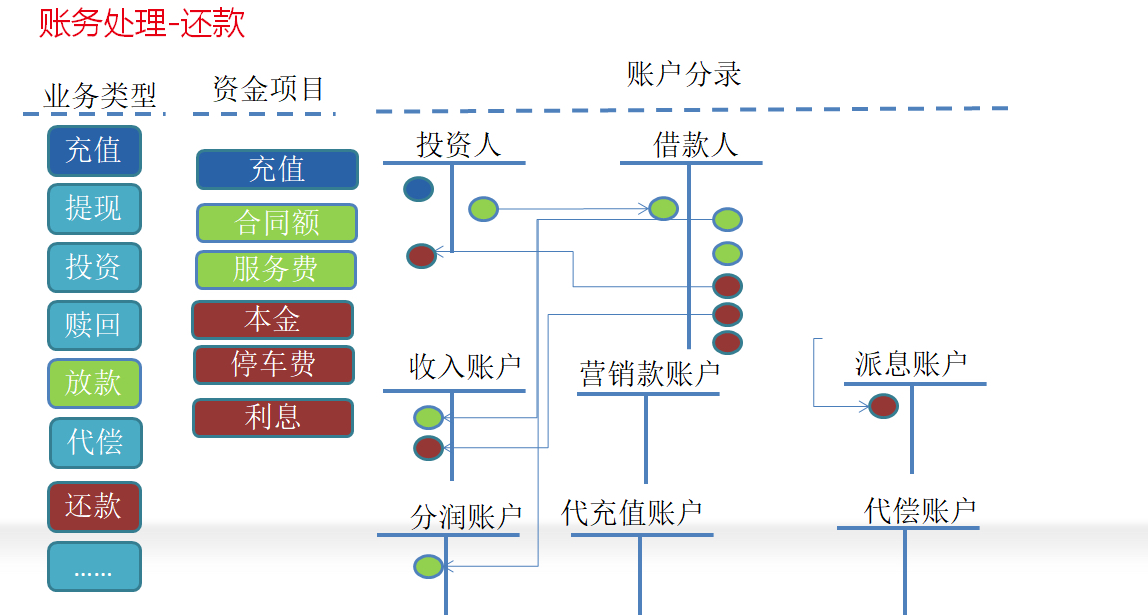 账务处理-还款
业务类型
资金项目
账户分录
充值
提现
投资
赎回
放款
代偿
还款
......
充值
合同额
服务费
本金
停车费
利息
投资人
借款人
收入账户
营销款账户
派息账户
分润账户
代充值账户
代偿账户